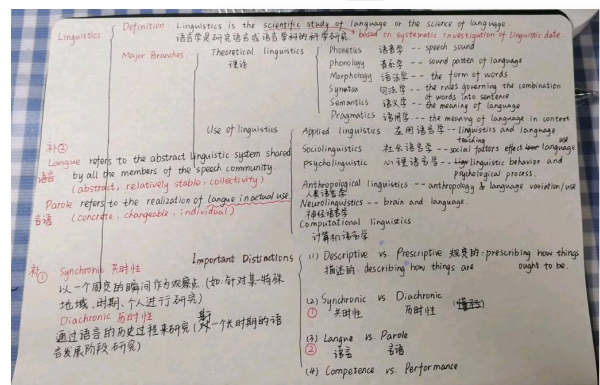 Linguistics
Definition Linguistics is the scientific study of language or the science of language.
语言学是研究语言或语言学科的科学研究 based on systematic investigation of linguistic date.
Major Branches Theoretical linguistics
理论
Phonetics 语音学 -- speech sound
phonology 音系学 -- sound pattern of language
Morphology 语法学 -- the form of words
Syntax 句法学 -- the rules governing the combination
of words into sentence
Semantics 语义学 -- the meaning of language
Pragmatics 语用学 -- the meaning of language in context
Use of linguistics
Applied linguistics 应用语言学 -- linguistics and language
teaching
Sociolinguistics 社会语言学 -- social factors effect language use
psycholinguistic 心理语言学 -- linguistic behavior and
psychological process.
Anthropological linguistics -- anthropology & language variation/use
人类语言学
Neurolinguistics -- brain and language.
神经语言学
Computational linguistics
计算机语言学
补②
Langue refers to the abstract linguistic system shared
语言 by all the members of the speech community.
(abstract, relatively stable, collectivity)
Parole refers to the realization of langue in actual use.
言语 (concrete, changeable, individual)
Important Distinctions
(1) Descriptive vs. Prescriptive 规定的: prescribing how things
ought to be.
描述的: describing how things are
(2) Synchronic vs. Diachronic
① 共时性 历时性
(3) Langue vs. Parole
② 语言 言语
(4) Competence vs. Performance
补① Synchronic 共时性
以一个固定的瞬间作为观察点 (如: 针对某一特殊
地域、时期、个人进行研究)
Diachronic 历时性
通过语言的历史过程来研究 (对某一个长时期的语
言发展阶段研究)